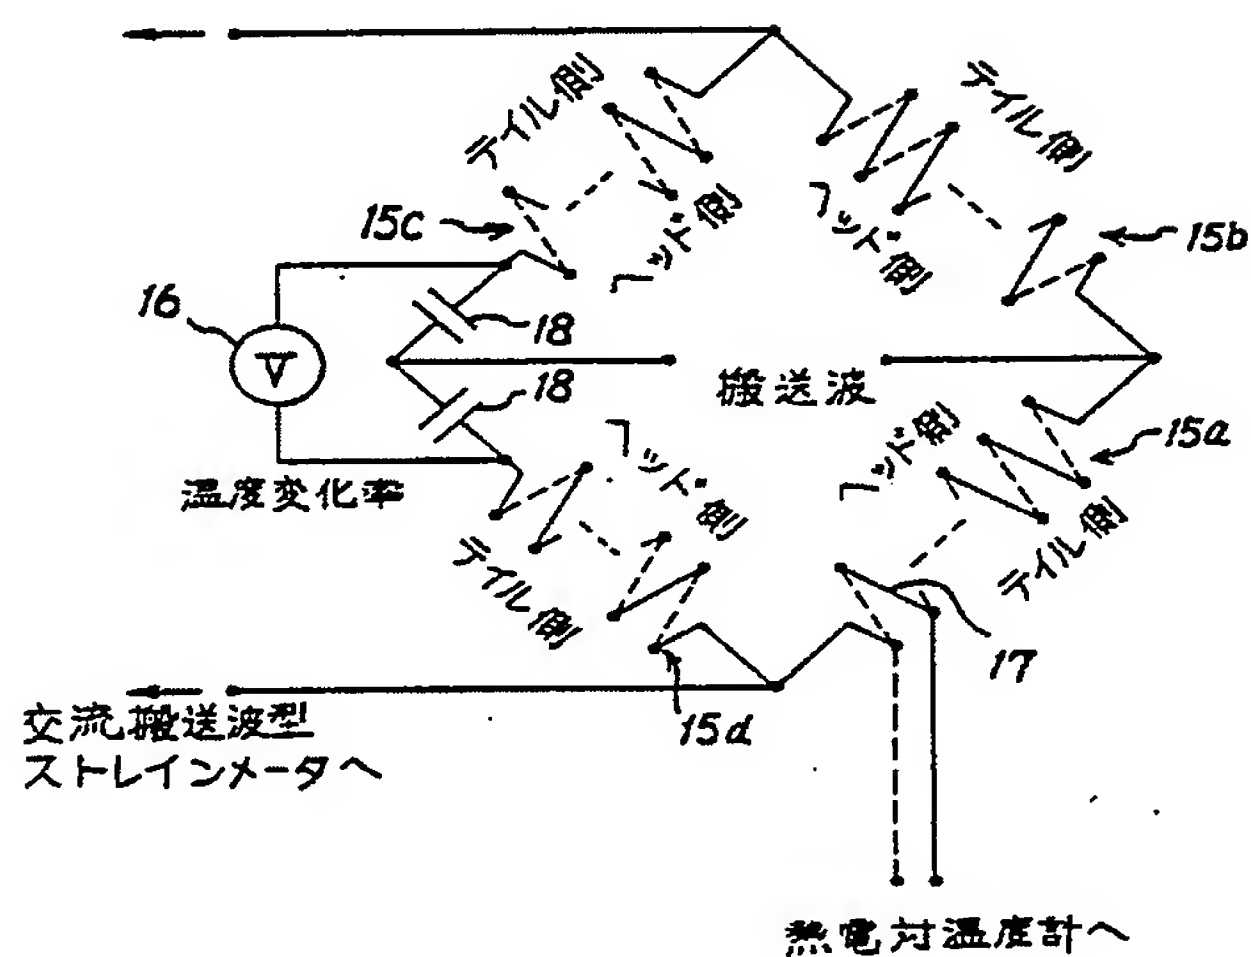 テイル側
テイル側
15c
ヘッド側
ヘッド側
15b
16
V
18
搬送波
18
15a
ヘッド側
ヘッド側
温度変化率
テイル側
テイル側
17
15d
交流搬送波型
ストレインメータへ
熱電対温度計へ